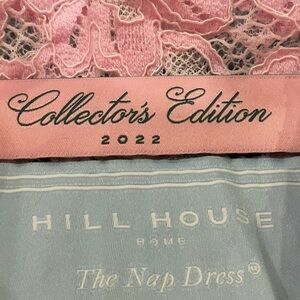 Collector's Edition
2022
HILL HOUSE
HOME
The Nap Dress®